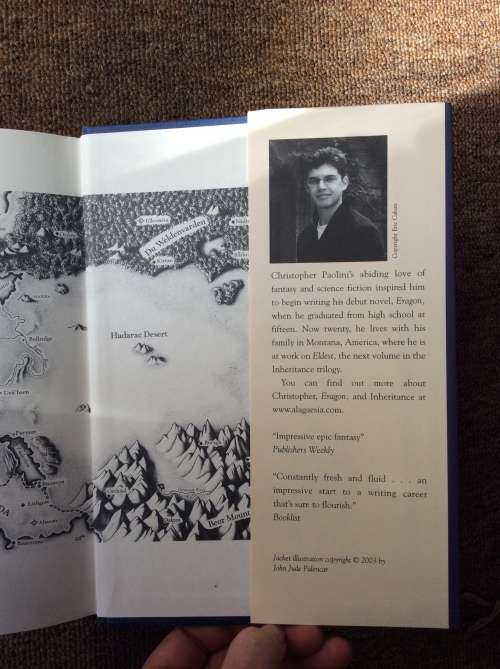 Ellesméra
Du Weldenvarden
Kirtan
Hadarac Desert
Bullridge
Furnost
Aberon
Beor Mount
Copyright Eric Cohen
Christopher Paolini's abiding love of
fantasy and science fiction inspired him
to begin writing his debut novel, Eragon,
when he graduated from high school at
fifteen. Now twenty, he lives with his
family in Montana, America, where he is
at work on Eldest, the next volume in the
Inheritance trilogy.
You can find out more about
Christopher, Eragon, and Inheritance at
www.alagaesia.com.
"Impressive epic fantasy"
Publishers Weekly
"Constantly fresh and fluid . . . an
impressive start to a writing career
that's sure to flourish."
Booklist
Jacket illustration copyright © 2003 by
John Jude Palencar